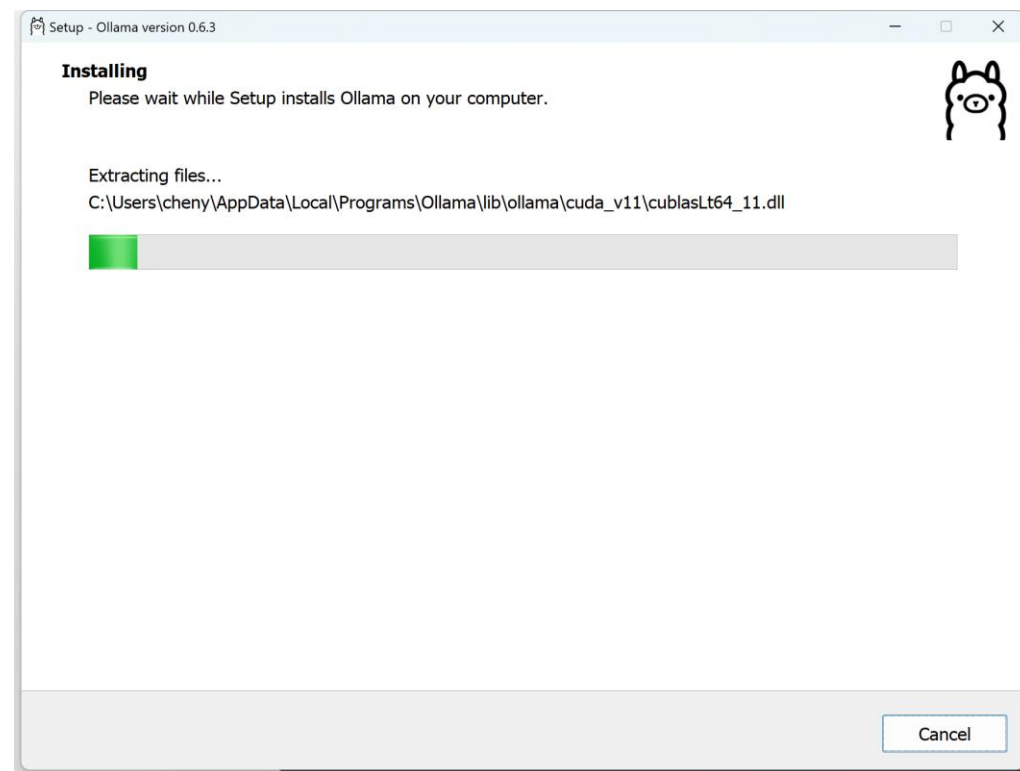 Setup - Ollama version 0.6.3
Installing
Please wait while Setup installs Ollama on your computer.
Extracting files...
C:\Users\cheny\AppData\Local\Programs\Ollama\lib\ollama\cuda_v11\cublasLt64_11.dll
Cancel